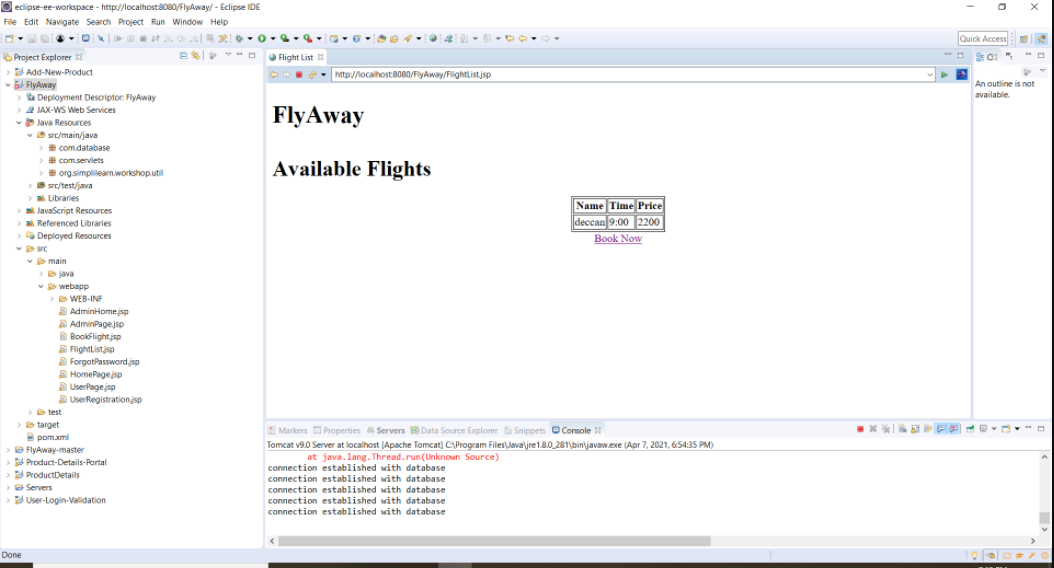 eclipse-ee-workspace - http://localhost:8080/FlyAway/ - Eclipse IDE
File Edit Navigate Search Project Run Window Help
Quick Access
Project Explorer
Add-New-Product
FlyAway
Deployment Descriptor: FlyAway
JAX-WS Web Services
Java Resources
src/main/java
com.database
com.servlets
org.simplilearn.workshop.util
src/test/java
Libraries
JavaScript Resources
Referenced Libraries
Deployed Resources
src
main
java
webapp
WEB-INF
AdminHome.jsp
AdminPage.jsp
BookFlight.jsp
FlightList.jsp
ForgotPassword.jsp
HomePage.jsp
UserPage.jsp
UserRegistration.jsp
test
target
pom.xml
FlyAway-master
Product-Details-Portal
ProductDetails
Servers
User-Login-Validation
Flight List
http://localhost:8080/FlyAway/FlightList.jsp
FlyAway
Available Flights
Name Time Price
deccan 9:00 2200
Book Now
An outline is not
available.
Markers Properties Servers Data Source Explorer Snippets Console
Tomcat v9.0 Server at localhost [Apache Tomcat] C:\Program Files\Java\jre1.8.0_281\bin\javaw.exe (Apr 7, 2021, 6:54:35 PM)
at java.lang.Thread.run(Unknown Source)
connection established with database
connection established with database
connection established with database
connection established with database
connection established with database
Done